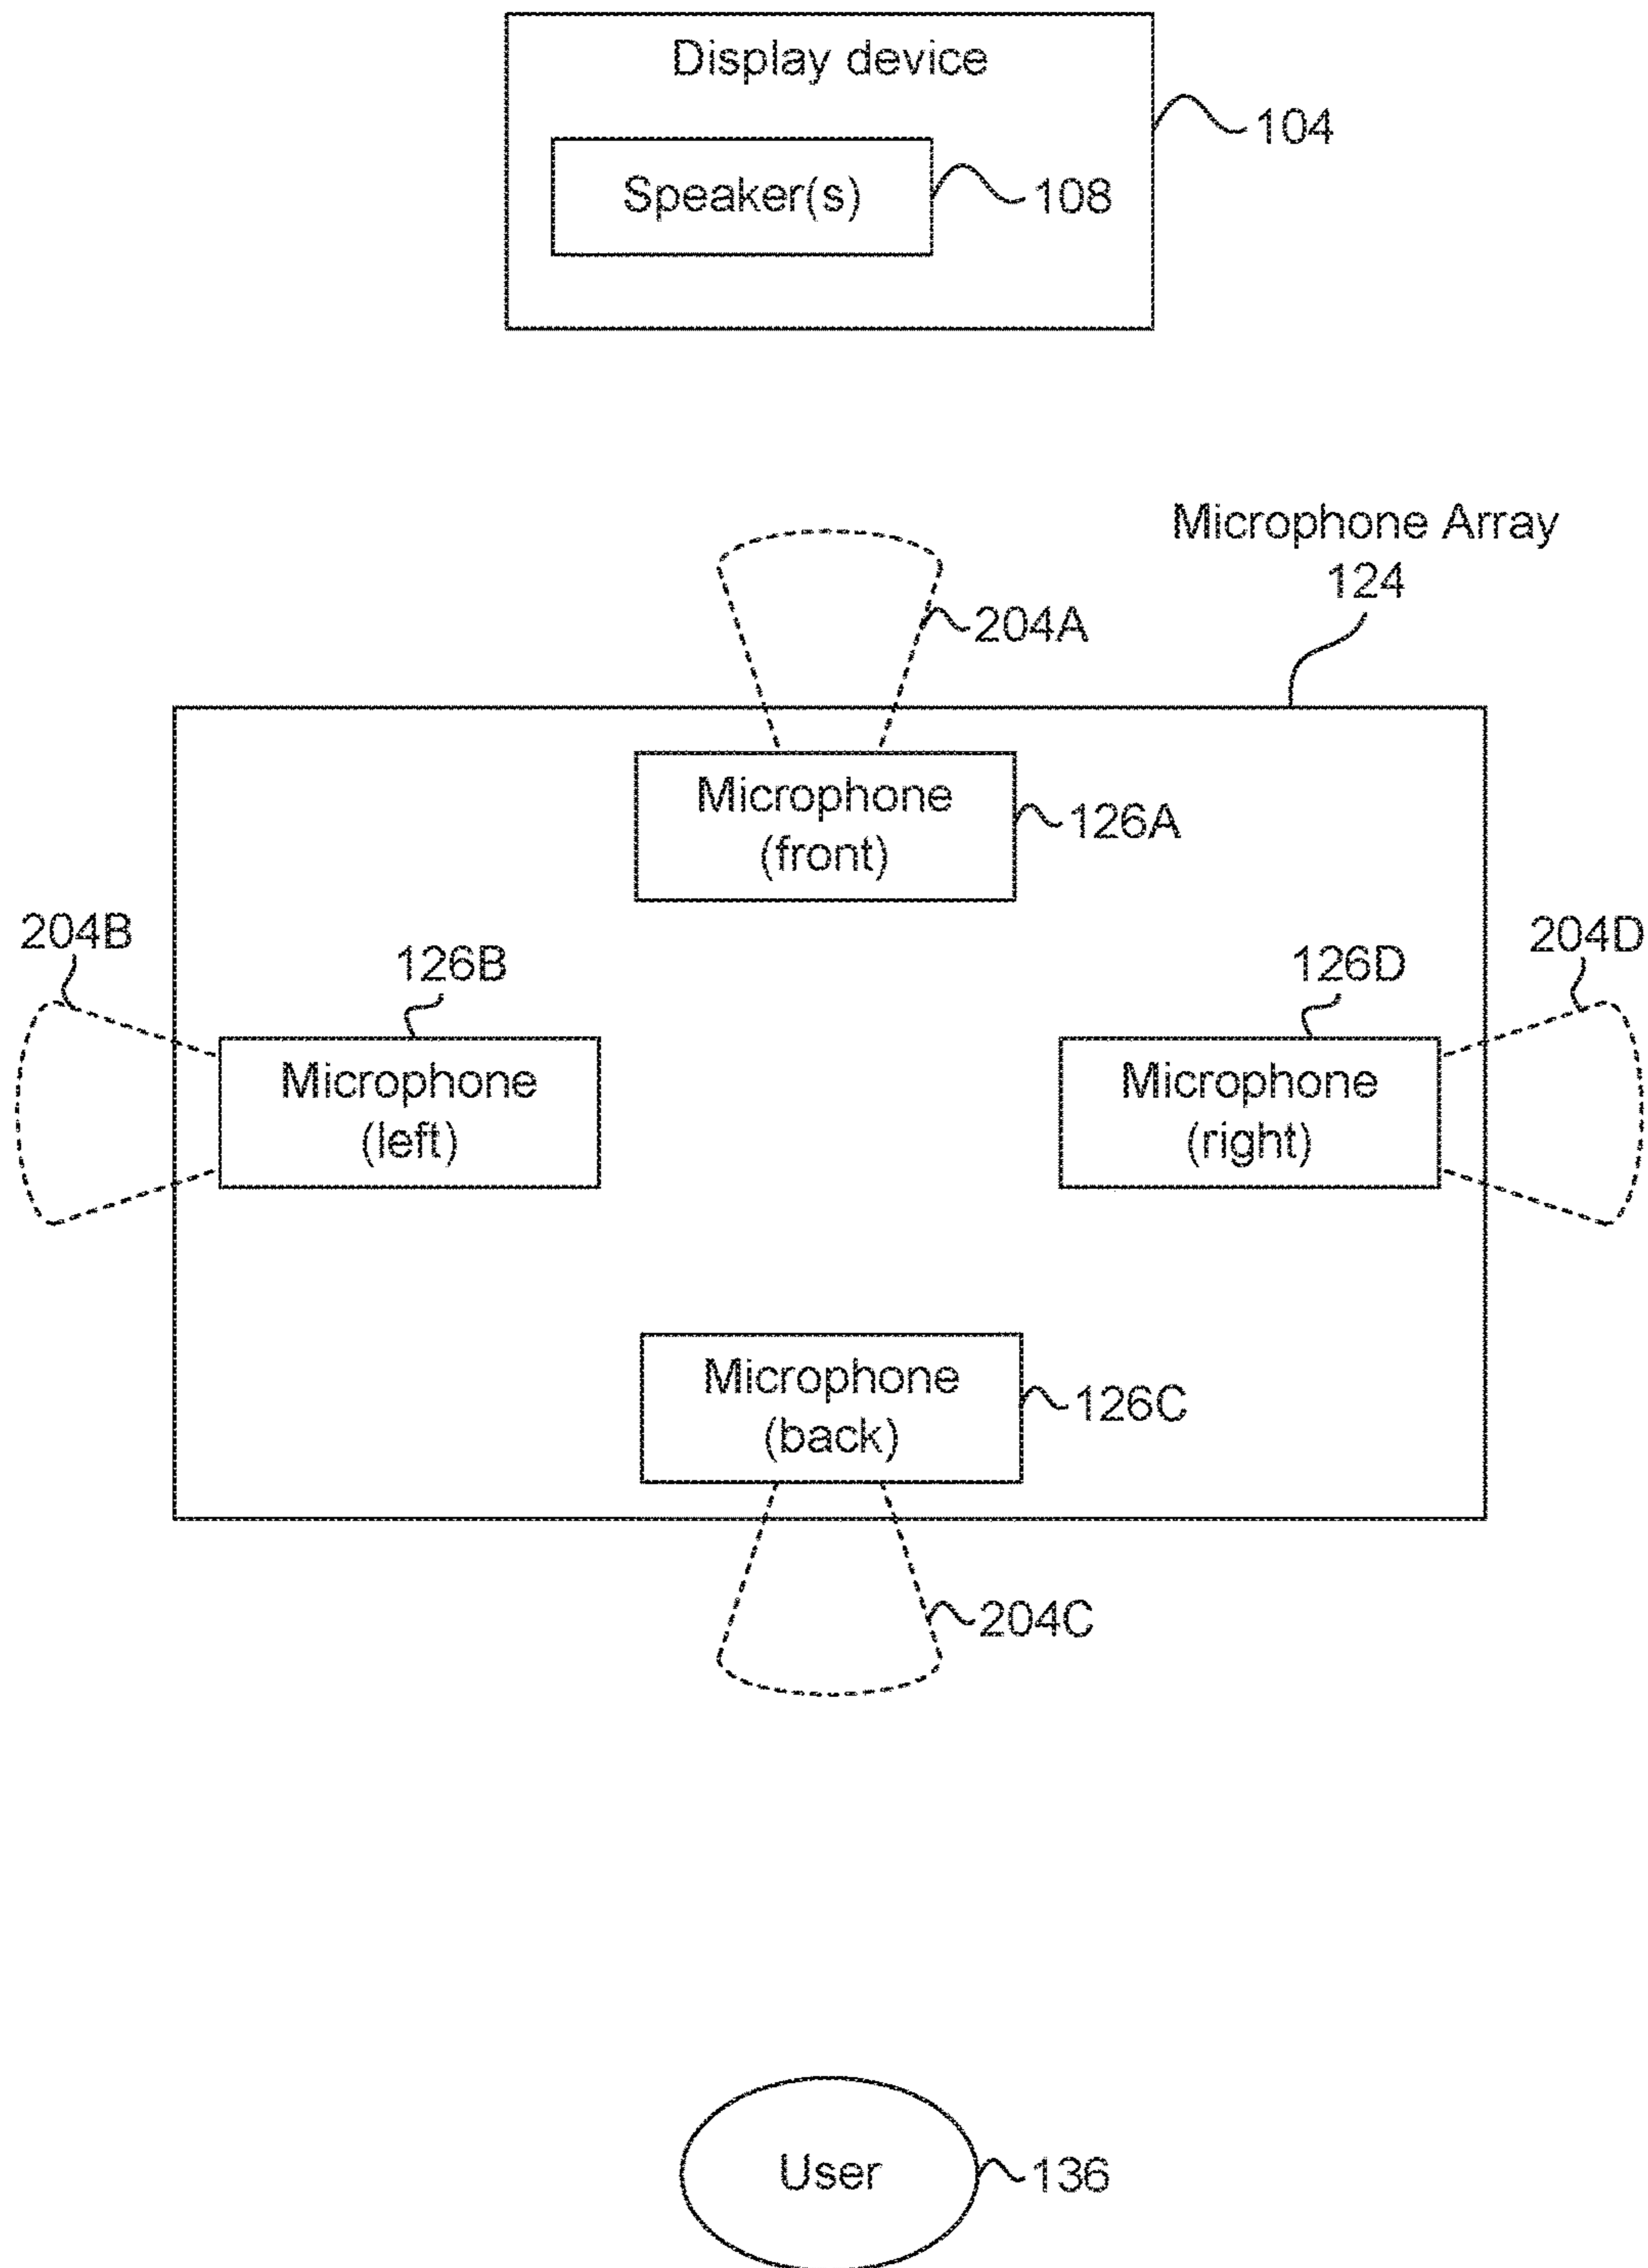 Display device
104
Speaker(s)
108
Microphone Array
124
204A
Microphone
(front)
126A
204B
126B
126D
204D
Microphone
(left)
Microphone
(right)
Microphone
(back)
126C
204C
User
136